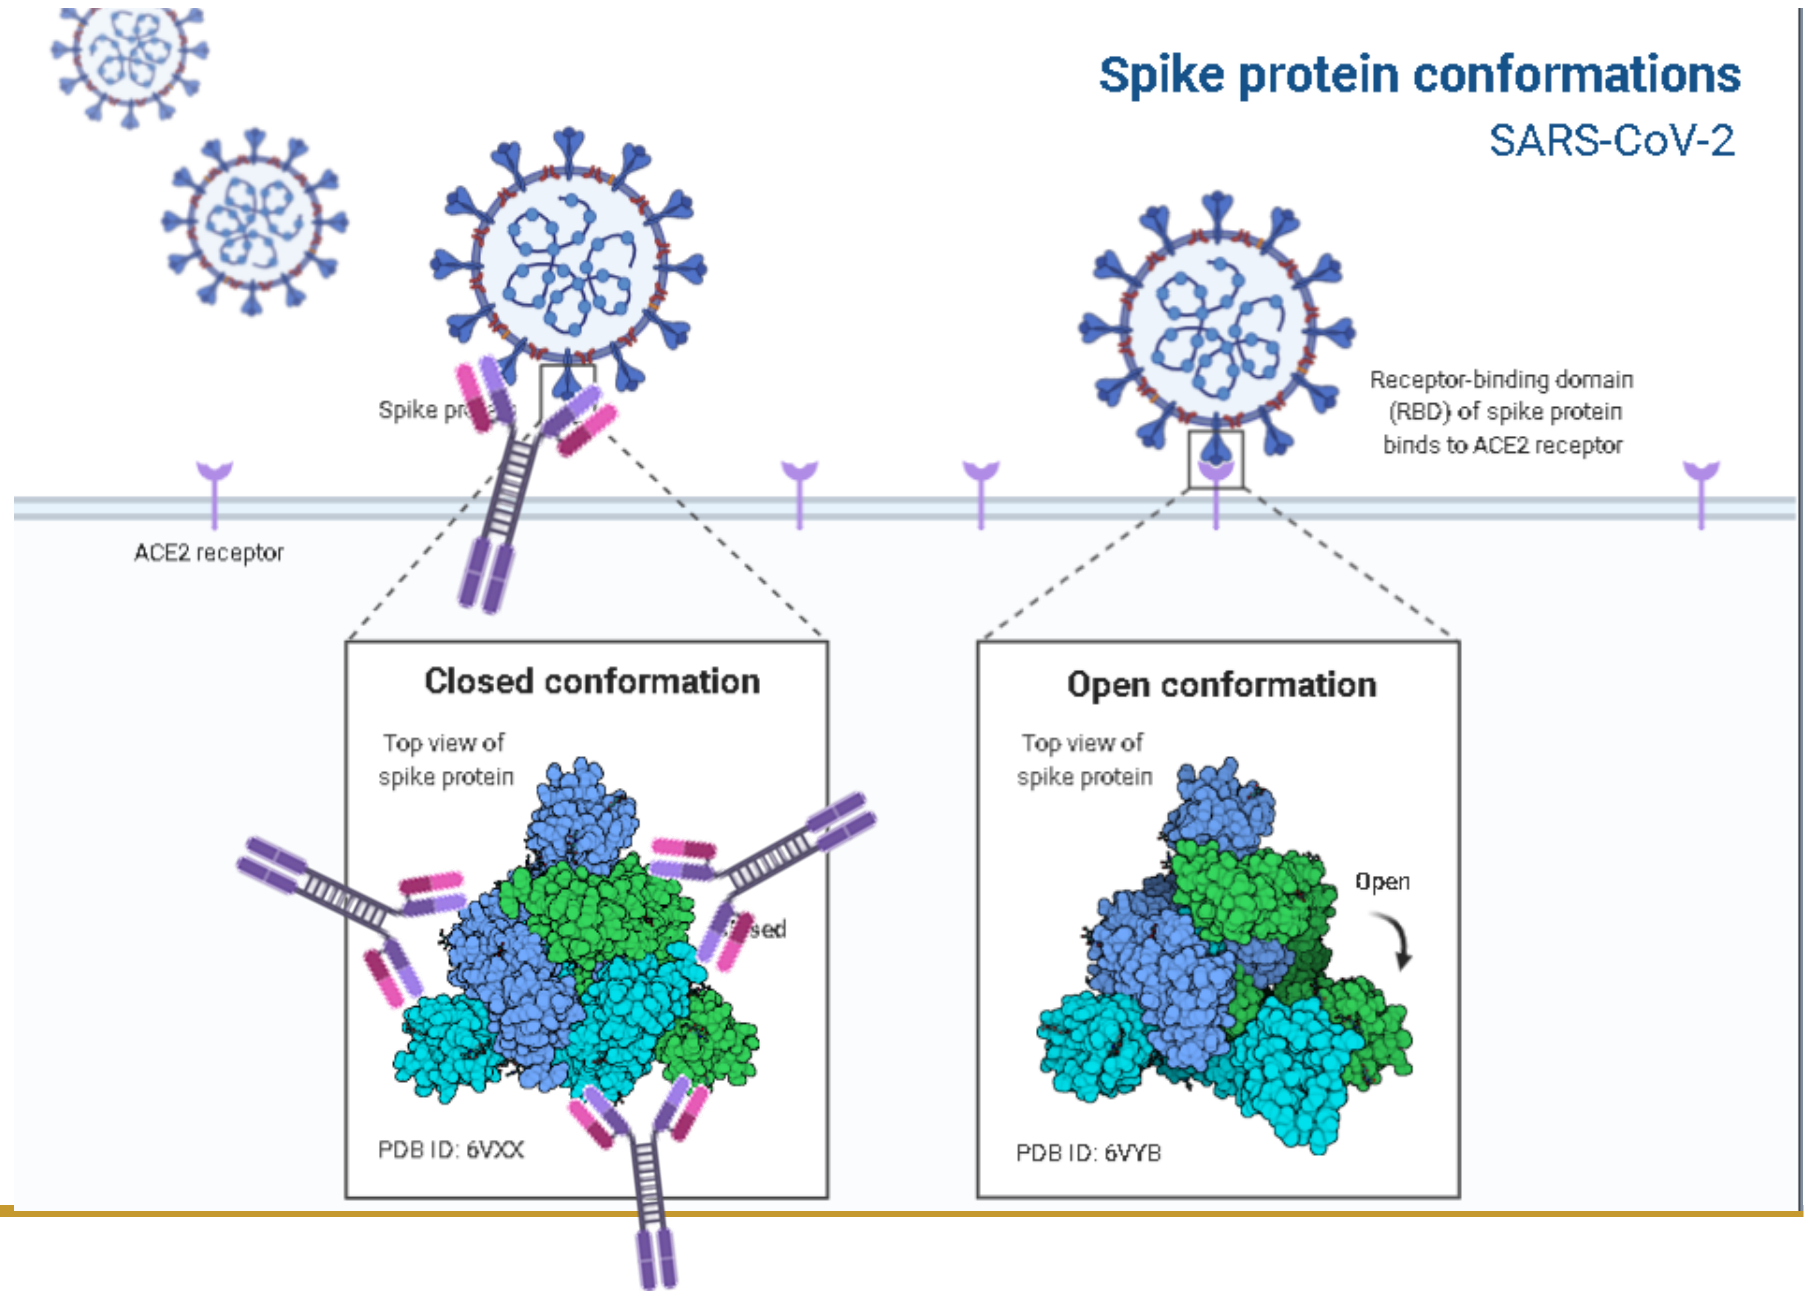 Spike protein conformations
SARS-CoV-2
Receptor-binding domain
(RBD) of spike protein
binds to ACE2 receptor
Spike
ACE2 receptor
Closed conformation
Top view of
spike protein
PDB ID: 6VXX
Open conformation
Top view of
spike protein
Open
PDB ID: 6VYB